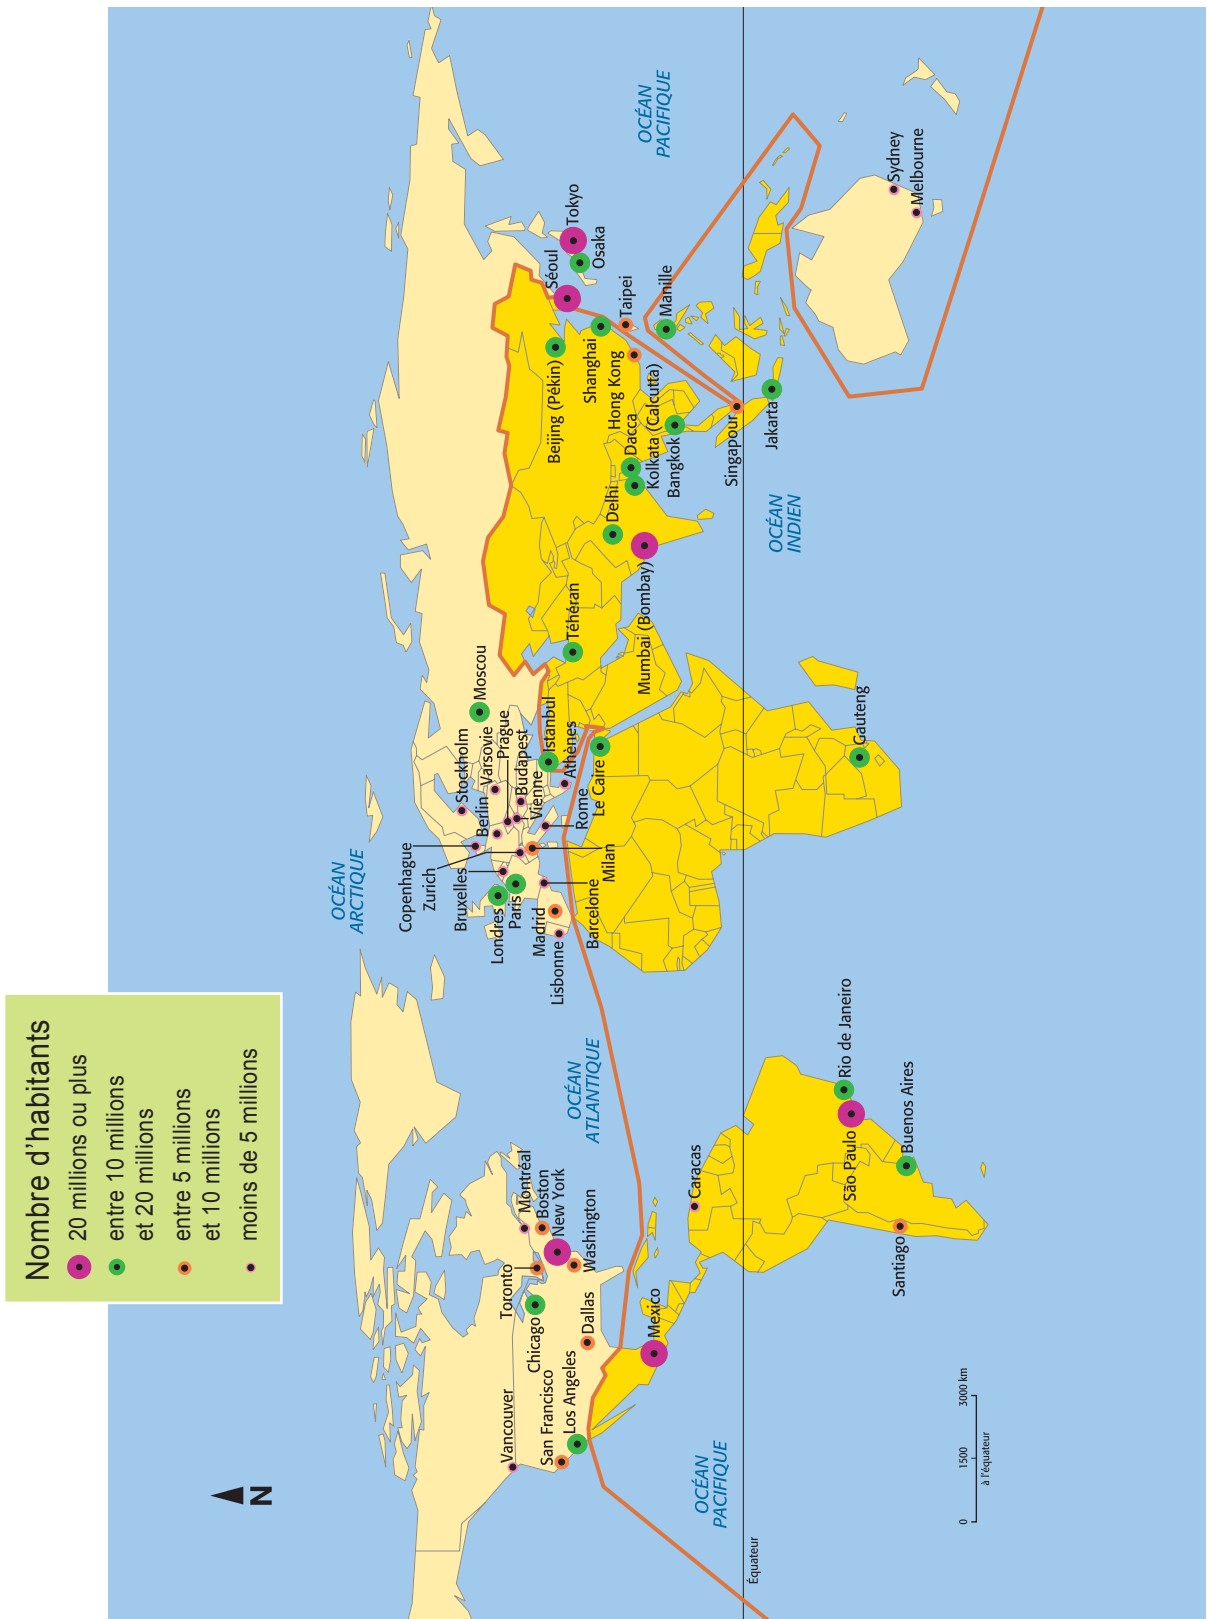 Nombre d'habitants
20 millions ou plus
entre 10 millions
et 20 millions
entre 5 millions
et 10 millions
moins de 5 millions
N
OCÉAN
ARCTIQUE
OCÉAN
ATLANTIQUE
OCÉAN
PACIFIQUE
OCÉAN
PACIFIQUE
OCÉAN
INDIEN
Vancouver
San Francisco
Los Angeles
Dallas
Chicago
Toronto
Montréal
Boston
New York
Washington
Mexico
Caracas
Rio de Janeiro
São Paulo
Buenos Aires
Santiago
Copenhague
Zurich
Bruxelles
Londres
Paris
Madrid
Lisbonne
Barcelone
Milan
Rome
Berlin
Stockholm
Varsovie
Prague
Budapest
Vienne
Moscou
Istanbul
Athènes
Le Caire
Gauteng
Téhéran
Mumbai (Bombay)
Delhi
Dacca
Kolkata (Calcutta)
Bangkok
Singapour
Jakarta
Beijing (Pékin)
Shanghai
Hong Kong
Taipei
Manille
Séoul
Tokyo
Osaka
Sydney
Melbourne
Équateur
0 1500 3000 km
à l'équateur